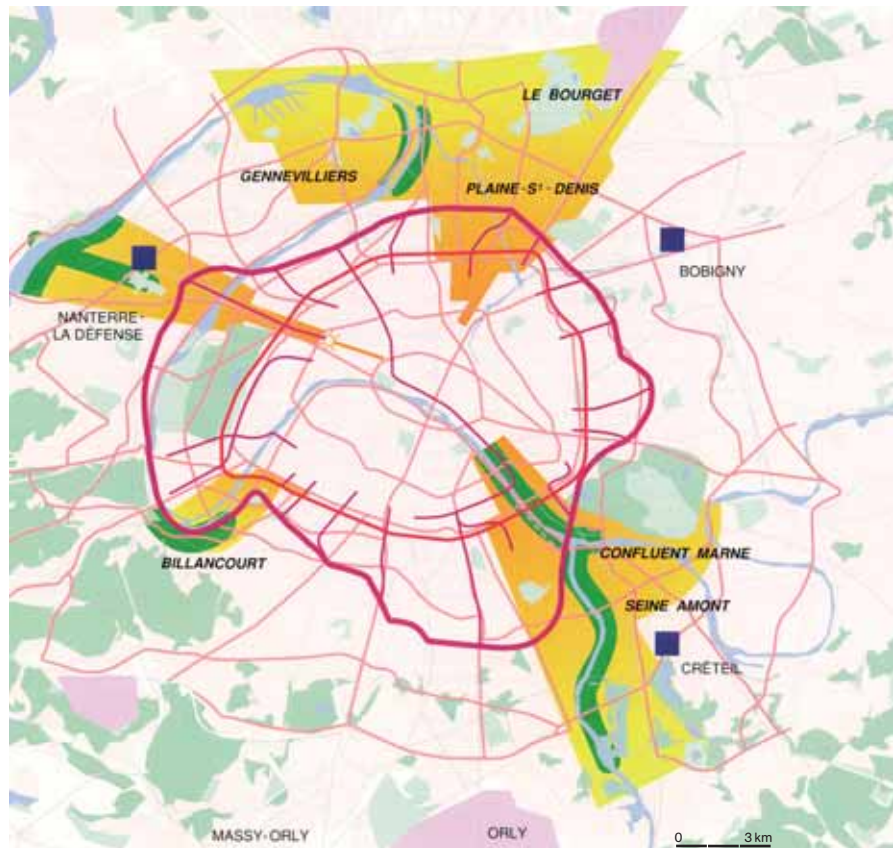 LE BOURGET
GENNEVILLIERS
PLAINE-Sᵗ-DENIS
BOBIGNY
NANTERRE-
LA DÉFENSE
BILLANCOURT
CONFLUENT MARNE
SEINE AMONT
CRÉTEIL
MASSY-ORLY
ORLY
0 3 km